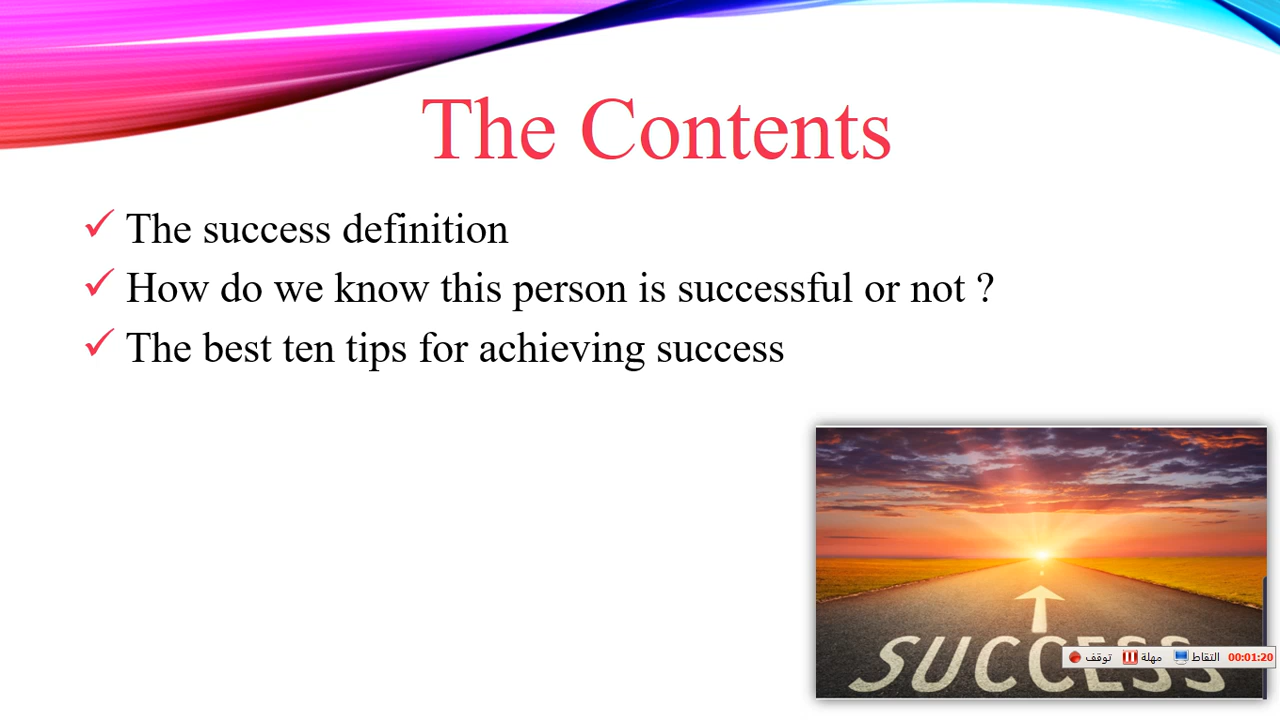 The Contents
✓ The success definition
✓ How do we know this person is successful or not ?
✓ The best ten tips for achieving success
SUCCESS
توقف مهلة التقاط 00:01:20